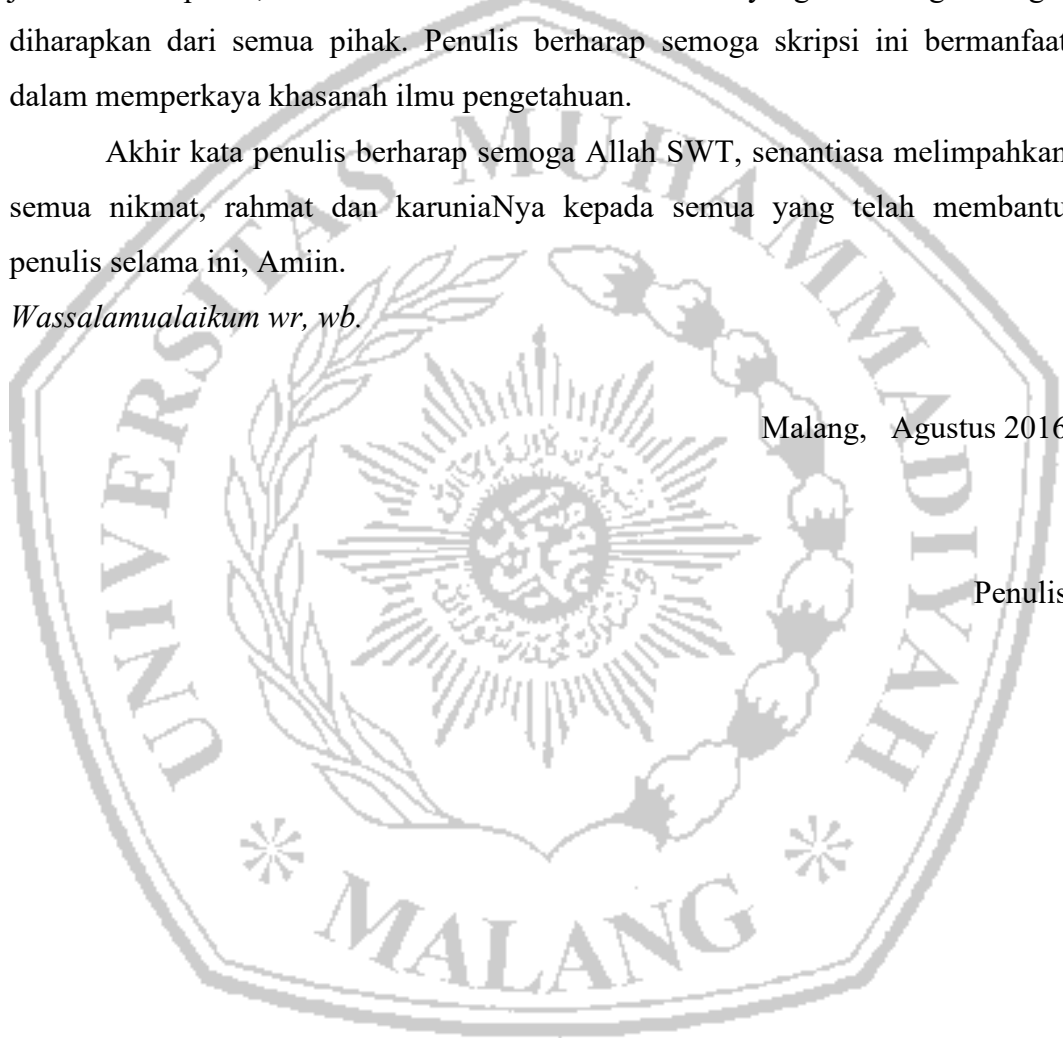 diharapkan dari semua pihak. Penulis berharap semoga skripsi ini bermanfaat
dalam memperkaya khasanah ilmu pengetahuan.
Akhir kata penulis berharap semoga Allah SWT, senantiasa melimpahkan
semua nikmat, rahmat dan karuniaNya kepada semua yang telah membantu
penulis selama ini, Amiin.
Wassalamualaikum wr, wb.
Malang, Agustus 2016
Penulis
UNIVERSITAS MUHAMMADIYAH
MALANG